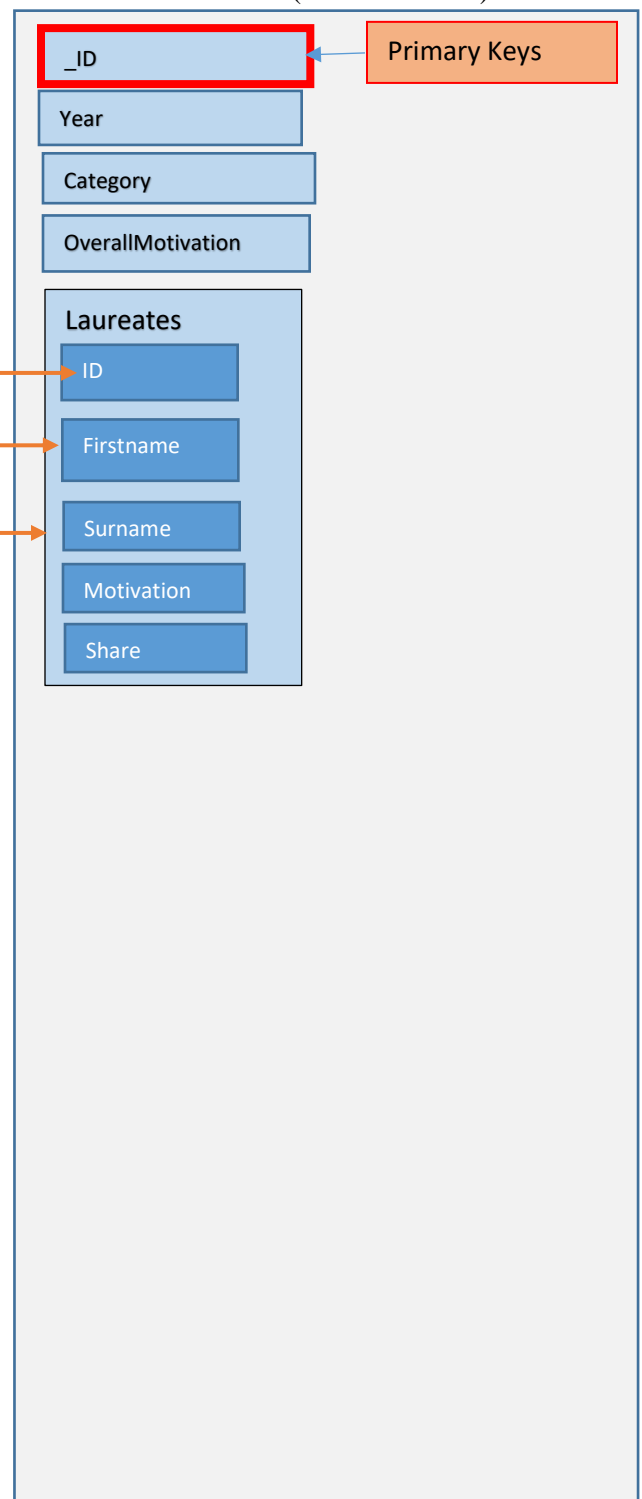 _ID
Primary Keys
Year
Category
OverallMotivation
Laureates
ID
Firstname
Surname
Motivation
Share